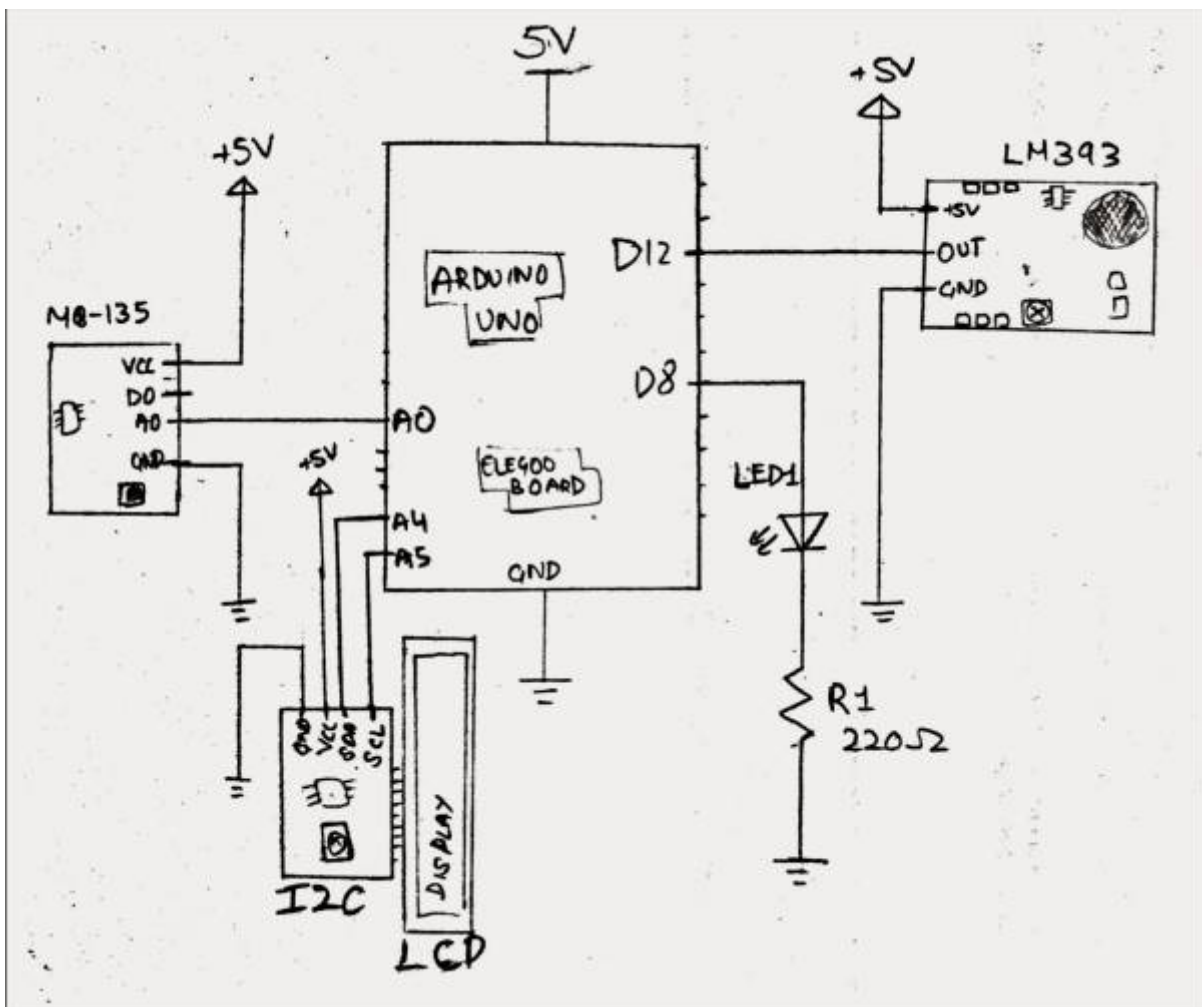 5V
+5V
LM393
+5V
OUT
GND
+5V
MQ-135
VCC
DO
A0
GND
ARDUINO
UNO
ELEGOO
BOARD
D12
D8
A0
A4
A5
GND
+5V
LED1
R1
220Ω
GND
VCC
SDA
SCL
I2C
DISPLAY
LCD